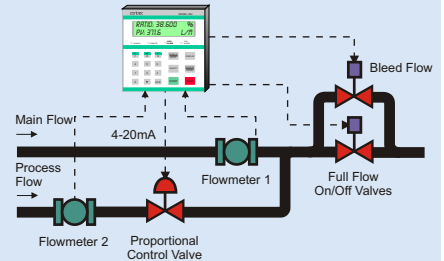 contrec
RATIO: 38.600 %
PV: 37.6 L/M
Bleed Flow
Main Flow
4-20mA
Process
Flow
Flowmeter 1
Full Flow
On/Off Valves
Flowmeter 2
Proportional
Control Valve